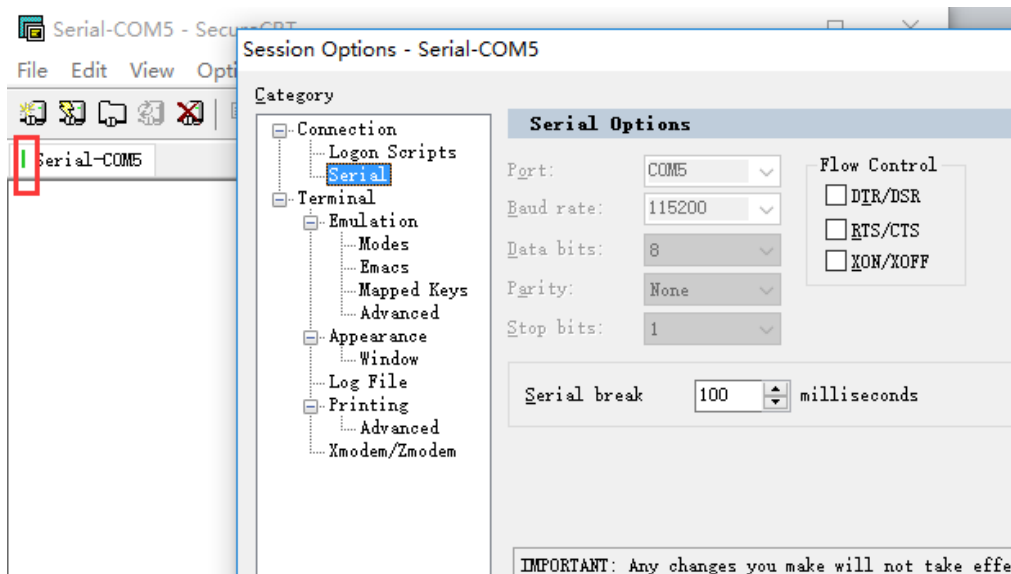 Serial-COM5 - SecureCRT
File Edit View Opti
Serial-COM5
Session Options - Serial-COM5
Category
Connection
Logon Scripts
Serial
Terminal
Emulation
Modes
Emacs
Mapped Keys
Advanced
Appearance
Window
Log File
Printing
Advanced
Xmodem/Zmodem
Serial Options
Port: COM5
Baud rate: 115200
Data bits: 8
Parity: None
Stop bits: 1
Flow Control
DTR/DSR
RTS/CTS
XON/XOFF
Serial break 100 milliseconds
IMPORTANT: Any changes you make will not take effe